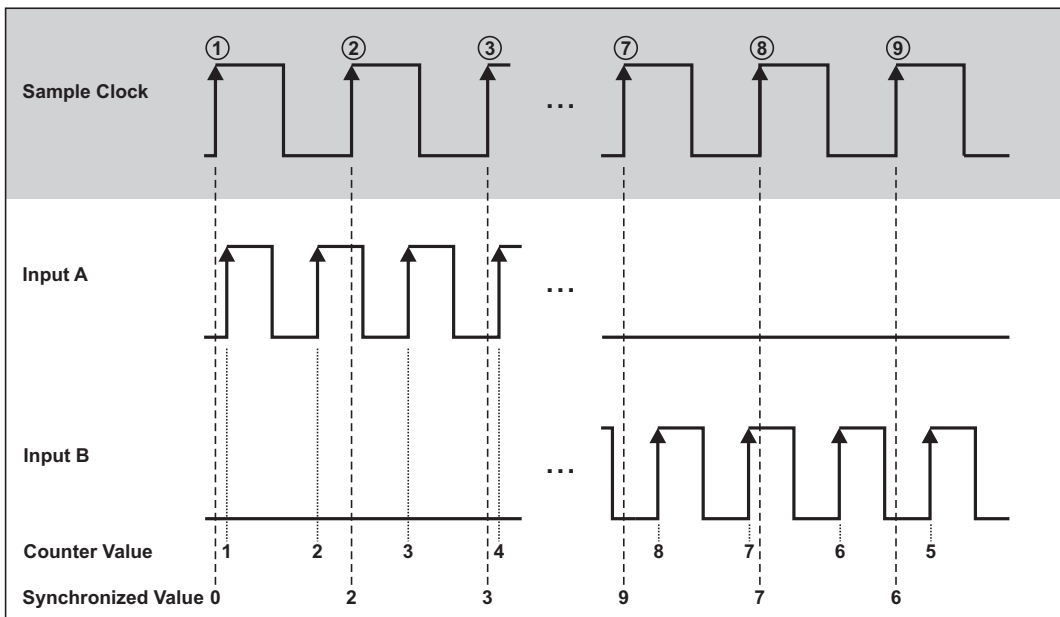 ① ② ③ ⑦ ⑧ ⑨
Sample Clock
...
Input A
...
Input B
...
Counter Value 1 2 3 4 8 7 6 5
Synchronized Value 0 2 3 9 7 6